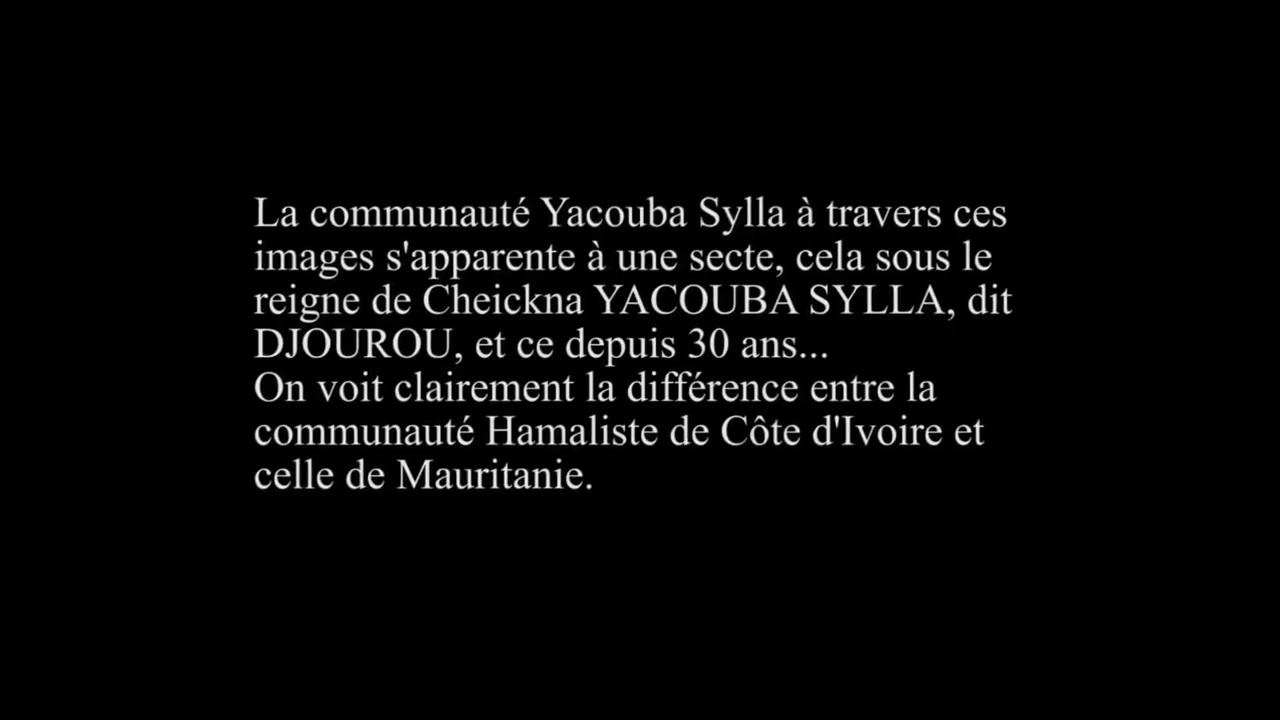 La communauté Yacouba Sylla à travers ces
images s'apparente à une secte, cela sous le
reigne de Cheickna YACOUBA SYLLA, dit
DJOUROU, et ce depuis 30 ans...
On voit clairement la différence entre la
communauté Hamaliste de Côte d'Ivoire et
celle de Mauritanie.